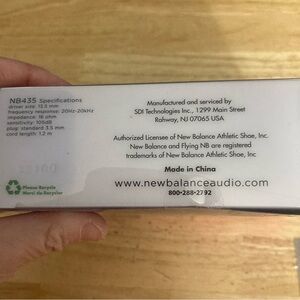 NB435 Specifications
driver size: 13.5 mm
frequency response: 20Hz-20kHz
impedance: 16 ohm
sensitivity: 105dB
plug: standard 3.5 mm
cord length: 1.2 m
Manufactured and serviced by
SDI Technologies Inc., 1299 Main Street
Rahway, NJ 07065 USA
Authorized Licensee of New Balance Athletic Shoe, Inc.
New Balance and Flying NB are registered
trademarks of New Balance Athletic Shoe, Inc.
Made in China
www.newbalanceaudio.com
800-288-2792
Please Recycle
Merci de Recycler